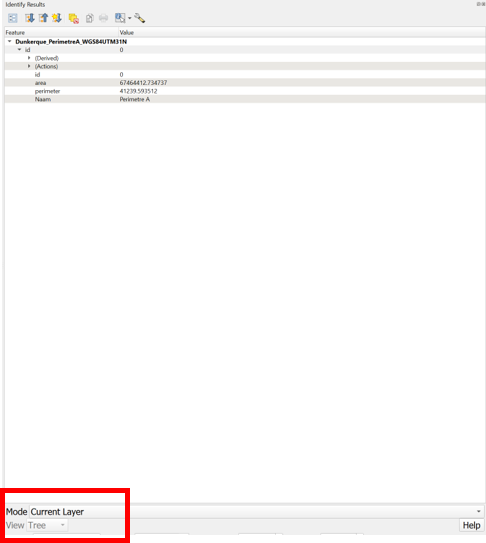 Identify Results
Feature Value
Dunkerque_PerimetreA_WGS84UTM31N
id 0
(Derived)
(Actions)
id 0
area 67464412.734737
perimeter 41239.593512
Naam Perimetre A
Mode Current Layer
View Tree Help